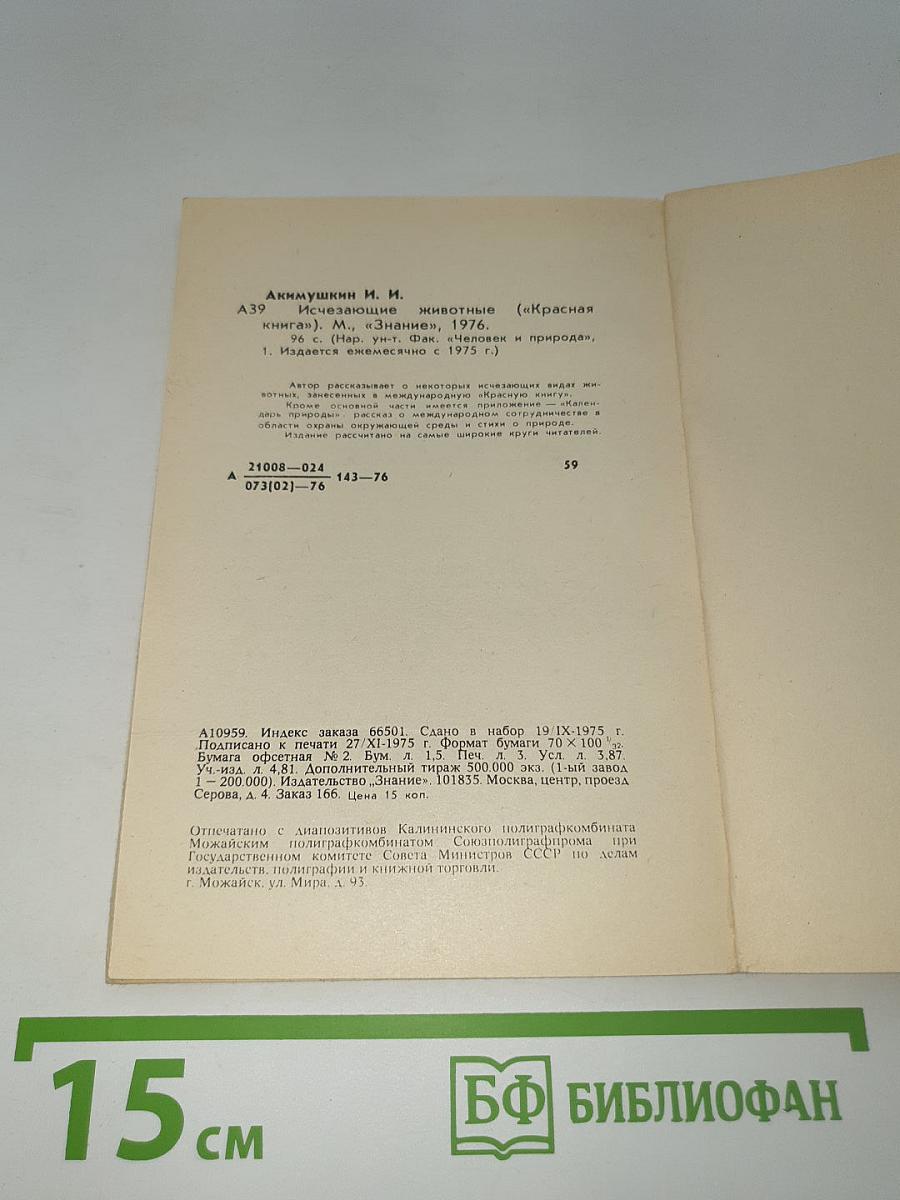 Акимушкин И. И.
А39 Исчезающие животные («Красная
книга»). М., «Знание», 1976.
96 с. (Нар. ун-т. Фак. «Человек и природа»,
1. Издается ежемесячно с 1975 г.)
Автор рассказывает о некоторых исчезающих видах жи-
вотных, занесенных в международную «Красную книгу».
Кроме основной части имеется приложение — «Кален-
дарь природы», рассказ о международном сотрудничестве в
области охраны окружающей среды и стихи о природе.
Издание рассчитано на самые широкие круги читателей.
21008—024
А 073(02)—76 143—76
59
А10959. Индекс заказа 66501. Сдано в набор 19/IX-1975 г.
Подписано к печати 27/XI-1975 г. Формат бумаги 70×100 1/32.
Бумага офсетная №2. Бум. л. 1,5. Печ. л. 3. Усл. л. 3,87.
Уч.-изд. л. 4,81. Дополнительный тираж 500.000 экз. (1-ый завод
1 — 200.000). Издательство „Знание". 101835. Москва, центр, проезд
Серова, д. 4. Заказ 166. Цена 15 коп.
Отпечатано с диапозитивов Калининского полиграфкомбината
Можайским полиграфкомбинатом Союзполиграфпрома при
Государственном комитете Совета Министров СССР по делам
издательств, полиграфии и книжной торговли.
г. Можайск, ул. Мира, д. 93.
15 см
БФ БИБЛИОФАН